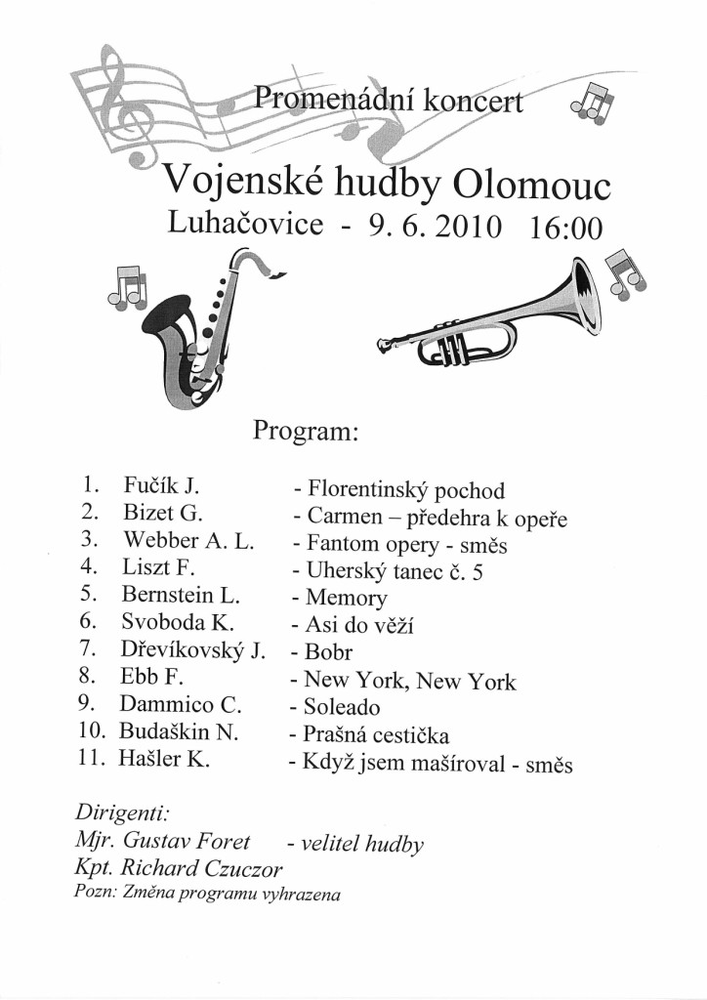 Promenádní koncert
Vojenské hudby Olomouc
Luhačovice - 9. 6. 2010 16:00
Program:
1. Fučík J. - Florentinský pochod
2. Bizet G. - Carmen – předehra k opeře
3. Webber A. L. - Fantom opery - směs
4. Liszt F. - Uherský tanec č. 5
5. Bernstein L. - Memory
6. Svoboda K. - Asi do věží
7. Dřevíkovský J. - Bobr
8. Ebb F. - New York, New York
9. Dammico C. - Soleado
10. Budaškin N. - Prašná cestička
11. Hašler K. - Když jsem mašíroval - směs
Dirigenti:
Mjr. Gustav Foret - velitel hudby
Kpt. Richard Czuczor
Pozn: Změna programu vyhrazena